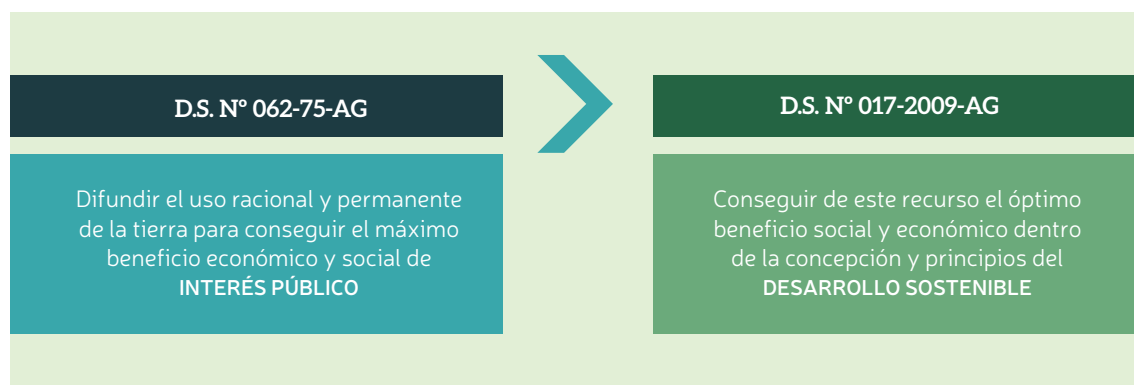 D.S. Nº 062-75-AG
Difundir el uso racional y permanente
de la tierra para conseguir el máximo
beneficio económico y social de
INTERÉS PÚBLICO
D.S. Nº 017-2009-AG
Conseguir de este recurso el óptimo
beneficio social y económico dentro
de la concepción y principios del
DESARROLLO SOSTENIBLE